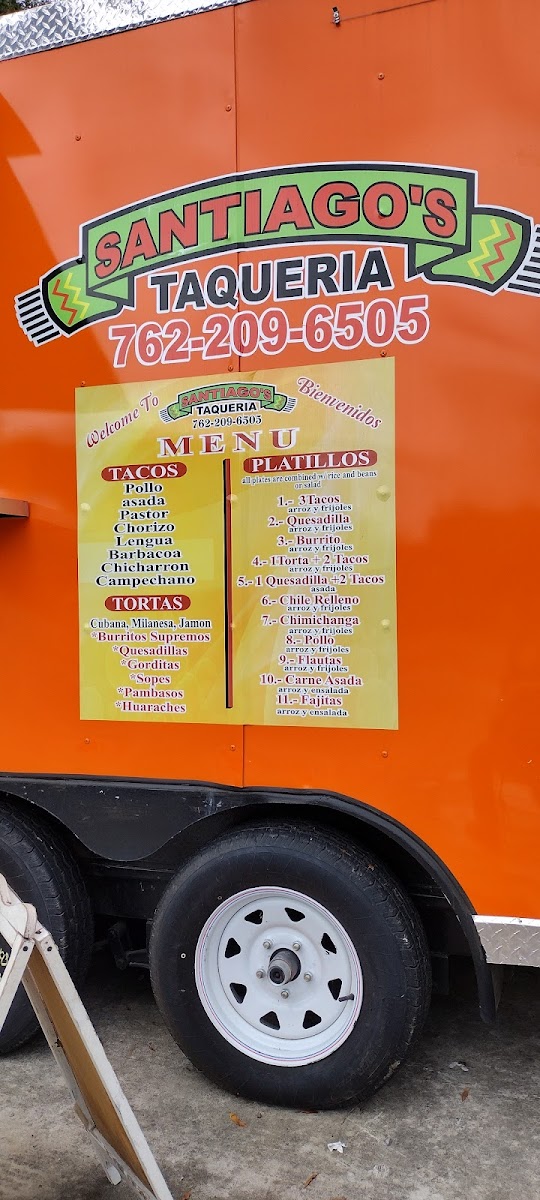 SANTIAGO'S
TAQUERIA
762-209-6505
Welcome To
SANTIAGO'S
TAQUERIA
762-209-6505
Bienvenidos
MENU
TACOS
Pollo
asada
Pastor
Chorizo
Lengua
Barbacoa
Chicharron
Campechano
TORTAS
Cubana, Milanesa, Jamon
*Burritos Supremos
*Quesadillas
*Gorditas
*Sopes
*Pambasos
*Huaraches
PLATILLOS
all plates are combined w/rice and beans
or salad
1.- 3Tacos
arroz y frijoles
2.- Quesadilla
arroz y frijoles
3.- Burrito
arroz y frijoles
4.- 1Torta + 2 Tacos
arroz y frijoles
5.- 1 Quesadilla +2 Tacos
asada
6.- Chile Relleno
arroz y frijoles
7.- Chimichanga
arroz y frijoles
8.- Pollo
arroz y frijoles
9.- Flautas
arroz y frijoles
10.- Carne Asada
arroz y ensalada
11.- Fajitas
arroz y ensalada